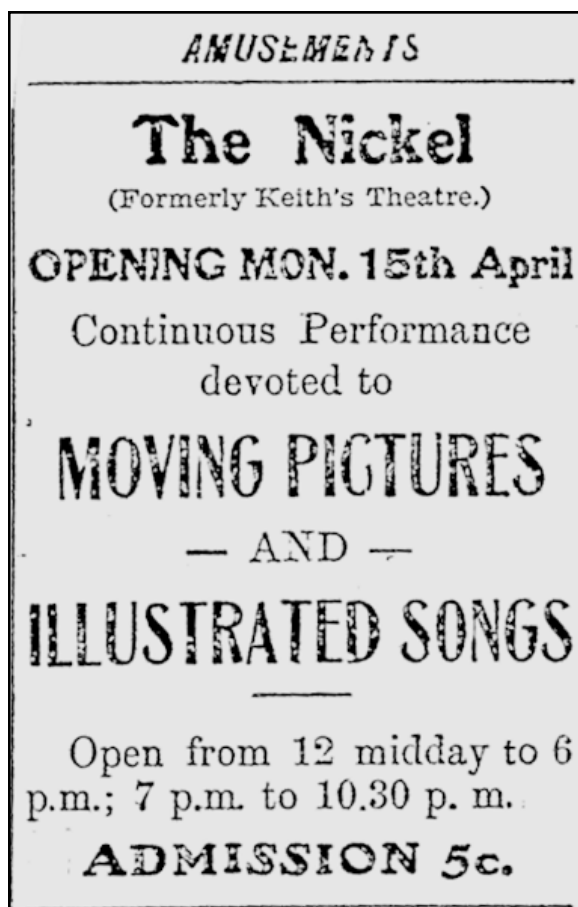 AMUSEMENTS
The Nickel
(Formerly Keith's Theatre.)
OPENING MON. 15th April
Continuous Performance
devoted to
MOVING PICTURES
— AND —
ILLUSTRATED SONGS
Open from 12 midday to 6
p.m.; 7 p.m. to 10.30 p. m.
ADMISSION 5c.